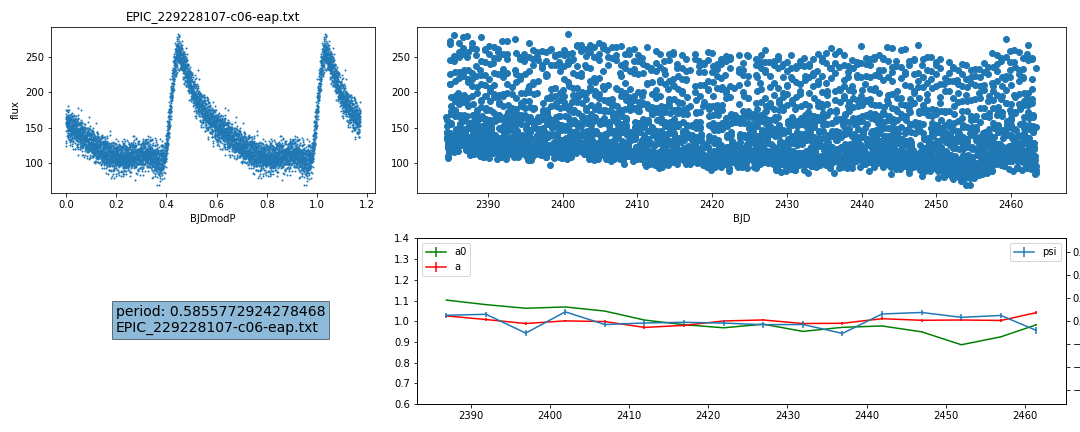 EPIC_229228107-c06-eap.txt
flux
250
200
150
100
0.0 0.2 0.4 0.6 0.8 1.0 1.2
BJDmodP
250
200
150
100
2390 2400 2410 2420 2430 2440 2450 2460
BJD
period: 0.5855772924278468
EPIC_229228107-c06-eap.txt
1.4
1.3
1.2
1.1
1.0
0.9
0.8
0.7
0.6
a0
a
psi
2390 2400 2410 2420 2430 2440 2450 2460